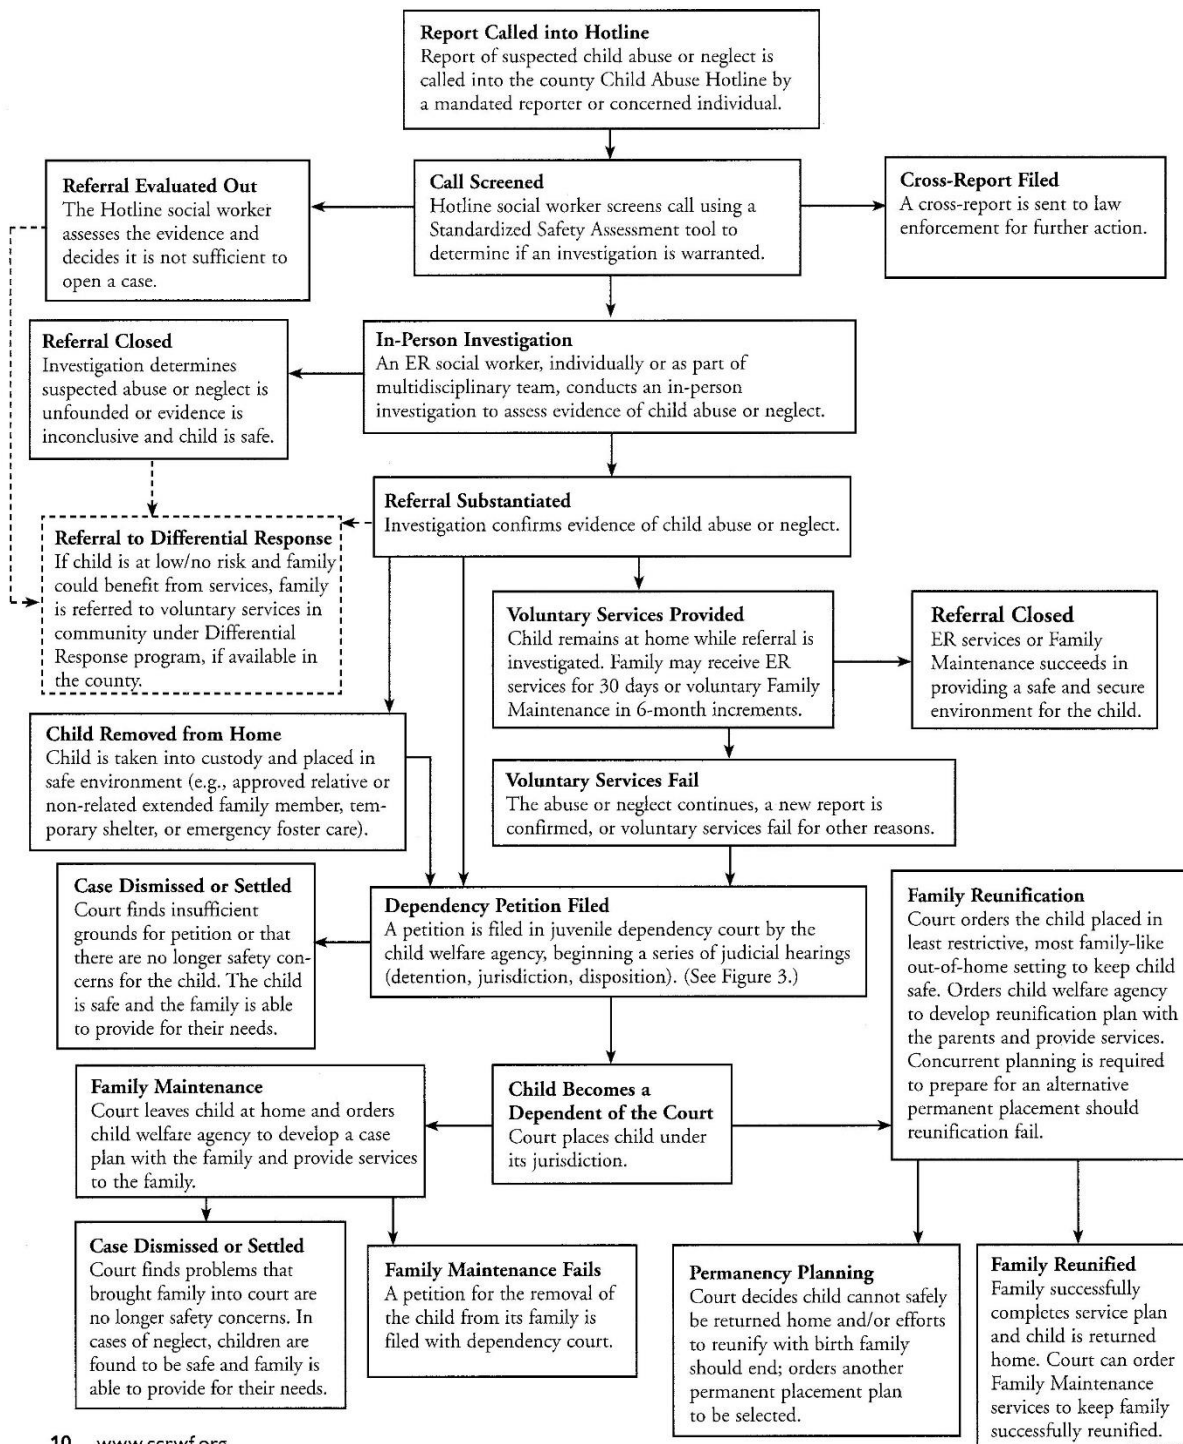 Report Called into Hotline
Report of suspected child abuse or neglect is
called into the county Child Abuse Hotline by
a mandated reporter or concerned individual.
Referral Evaluated Out
The Hotline social worker
assesses the evidence and
decides it is not sufficient to
open a case.
Call Screened
Hotline social worker screens call using a
Standardized Safety Assessment tool to
determine if an investigation is warranted.
Cross-Report Filed
A cross-report is sent to law
enforcement for further action.
Referral Closed
Investigation determines
suspected abuse or neglect is
unfounded or evidence is
inconclusive and child is safe.
In-Person Investigation
An ER social worker, individually or as part of
multidisciplinary team, conducts an in-person
investigation to assess evidence of child abuse or neglect.
Referral Substantiated
Investigation confirms evidence of child abuse or neglect.
Referral to Differential Response
If child is at low/no risk and family
could benefit from services, family
is referred to voluntary services in
community under Differential
Response program, if available in
the county.
Voluntary Services Provided
Child remains at home while referral is
investigated. Family may receive ER
services for 30 days or voluntary Family
Maintenance in 6-month increments.
Referral Closed
ER services or Family
Maintenance succeeds in
providing a safe and secure
environment for the child.
Child Removed from Home
Child is taken into custody and placed in
safe environment (e.g., approved relative or
non-related extended family member, tem-
porary shelter, or emergency foster care).
Voluntary Services Fail
The abuse or neglect continues, a new report is
confirmed, or voluntary services fail for other reasons.
Case Dismissed or Settled
Court finds insufficient
grounds for petition or that
there are no longer safety con-
cerns for the child. The child
is safe and the family is able
to provide for their needs.
Dependency Petition Filed
A petition is filed in juvenile dependency court by the
child welfare agency, beginning a series of judicial hearings
(detention, jurisdiction, disposition). (See Figure 3.)
Family Reunification
Court orders the child placed in
least restrictive, most family-like
out-of-home setting to keep child
safe. Orders child welfare agency
to develop reunification plan with
the parents and provide services.
Concurrent planning is required
to prepare for an alternative
permanent placement should
reunification fail.
Family Maintenance
Court leaves child at home and orders
child welfare agency to develop a case
plan with the family and provide services
to the family.
Child Becomes a
Dependent of the Court
Court places child under
its jurisdiction.
Case Dismissed or Settled
Court finds problems that
brought family into court are
no longer safety concerns. In
cases of neglect, children are
found to be safe and family is
able to provide for their needs.
Family Maintenance Fails
A petition for the removal of
the child from its family is
filed with dependency court.
Permanency Planning
Court decides child cannot safely
be returned home and/or efforts
to reunify with birth family
should end; orders another
permanent placement plan
to be selected.
Family Reunified
Family successfully
completes service plan
and child is returned
home. Court can order
Family Maintenance
services to keep family
successfully reunified.